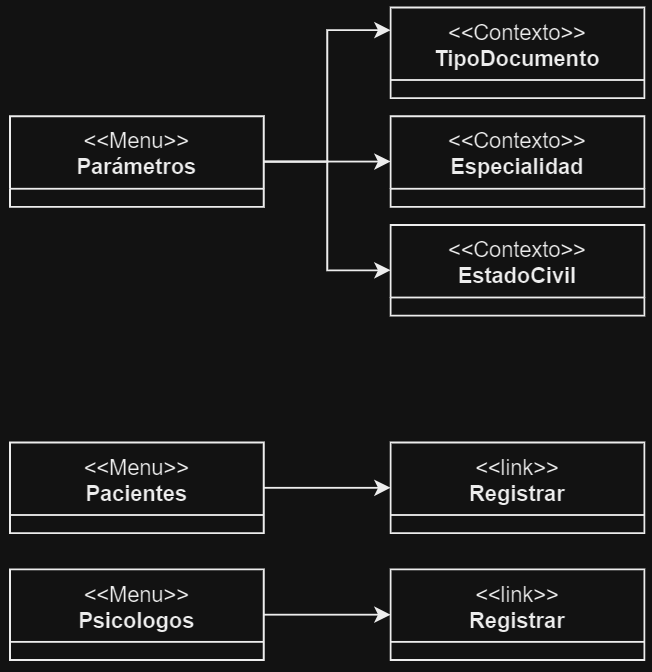 <<Contexto>>
TipoDocumento
<<Menu>>
Parámetros
<<Contexto>>
Especialidad
<<Contexto>>
EstadoCivil
<<Menu>>
Pacientes
<<link>>
Registrar
<<Menu>>
Psicologos
<<link>>
Registrar